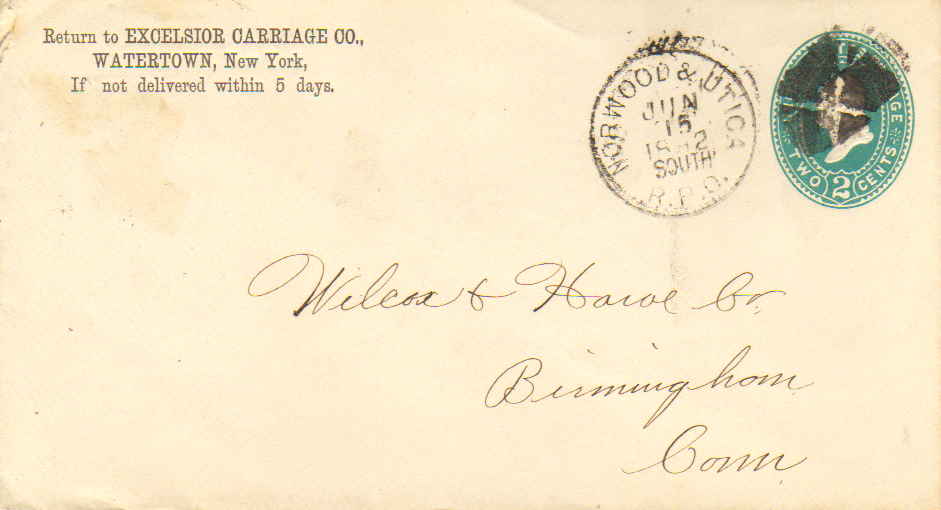 Return to EXCELSIOR CARRIAGE CO.,
WATERTOWN, New York,
If not delivered within 5 days.
NORWOOD & UTICA
JUN
15
SOUTH
R.P.O.
TWO 2 CENTS
Wilcox & Howe Co.
Birmingham
Conn